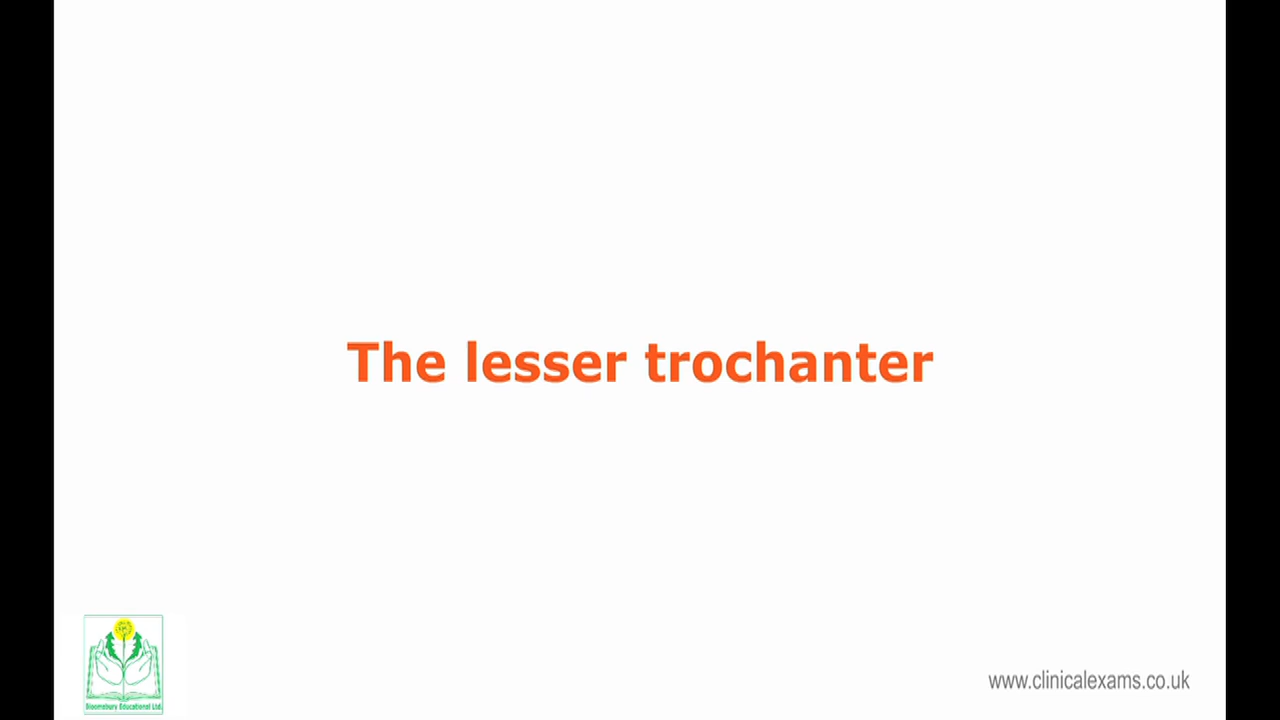 The lesser trochanter
Bloomsbury Educational Ltd.
www.clinicalexams.co.uk